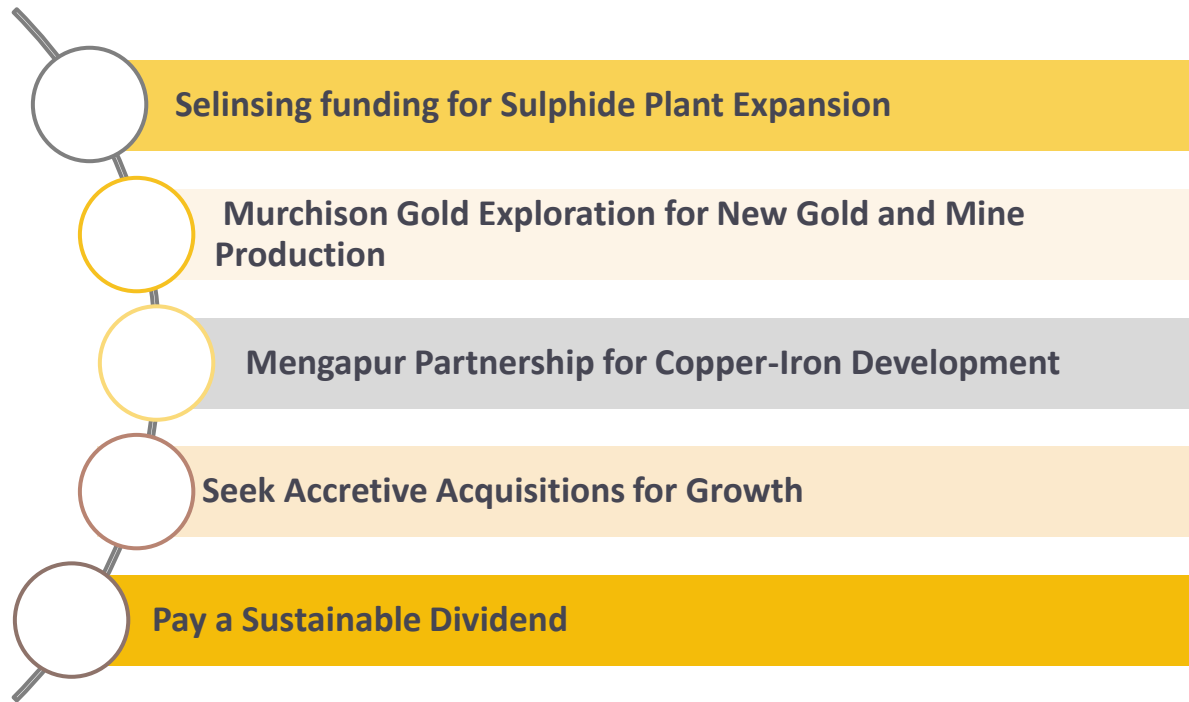 Selinsing funding for Sulphide Plant Expansion
Murchison Gold Exploration for New Gold and Mine
Production
Mengapur Partnership for Copper-Iron Development
Seek Accretive Acquisitions for Growth
Pay a Sustainable Dividend